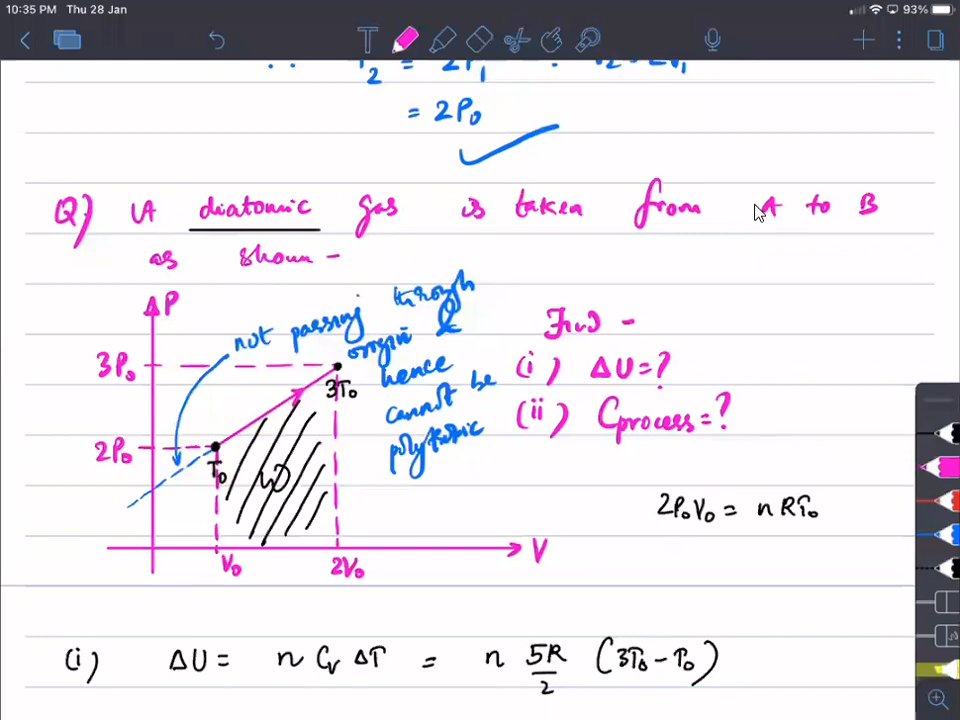 10:35 PM Thu 28 Jan
93%
= 2P₀
Q) A diatomic gas is taken from A to B
as shown -
P
not passing through
origin &
hence
cannot be
polytropic
3P₀
3T₀
2P₀
T₀
W
V₀
2V₀
V
Find -
(i) ΔU=?
(ii) Cprocess=?
2P₀V₀ = nRT₀
(i) ΔU = n Cv ΔT = n 5R/2 (3T₀ - T₀)